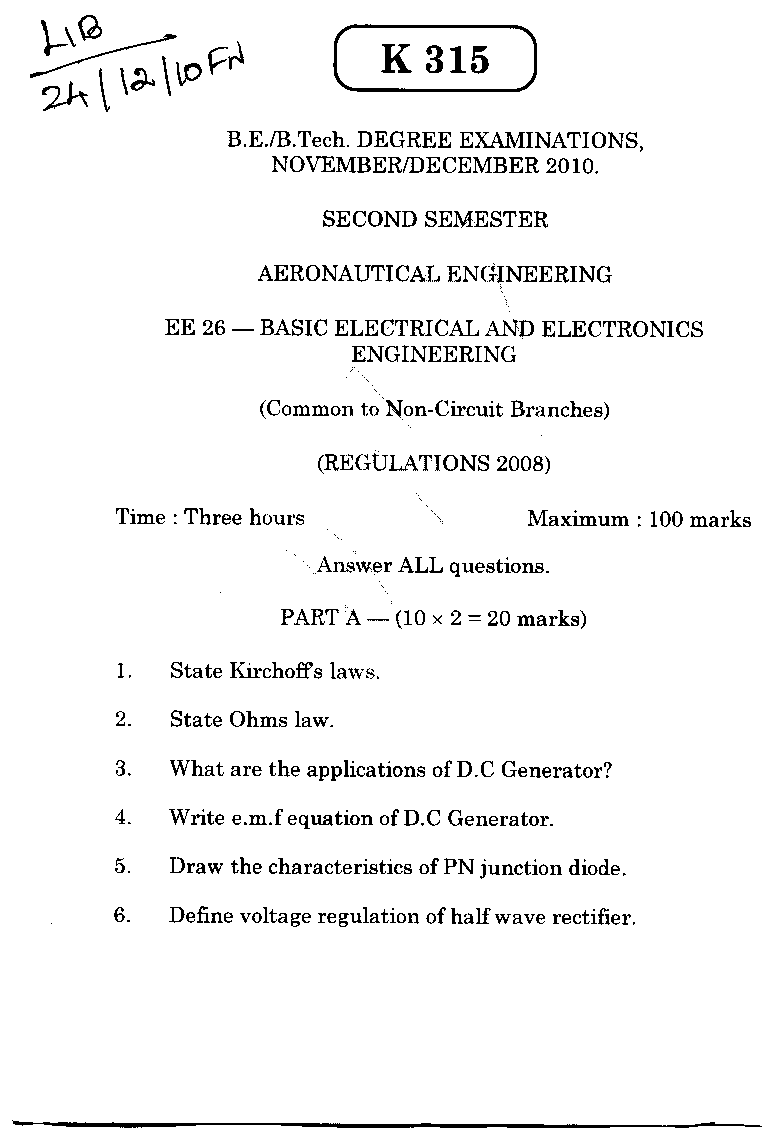 LIB
24/12/10 FN
K 315
B.E./B.Tech. DEGREE EXAMINATIONS,
NOVEMBER/DECEMBER 2010.
SECOND SEMESTER
AERONAUTICAL ENGINEERING
EE 26 — BASIC ELECTRICAL AND ELECTRONICS
ENGINEERING
(Common to Non-Circuit Branches)
(REGULATIONS 2008)
Time : Three hours Maximum : 100 marks
Answer ALL questions.
PART A — (10 × 2 = 20 marks)
1. State Kirchoff's laws.
2. State Ohms law.
3. What are the applications of D.C Generator?
4. Write e.m.f equation of D.C Generator.
5. Draw the characteristics of PN junction diode.
6. Define voltage regulation of half wave rectifier.